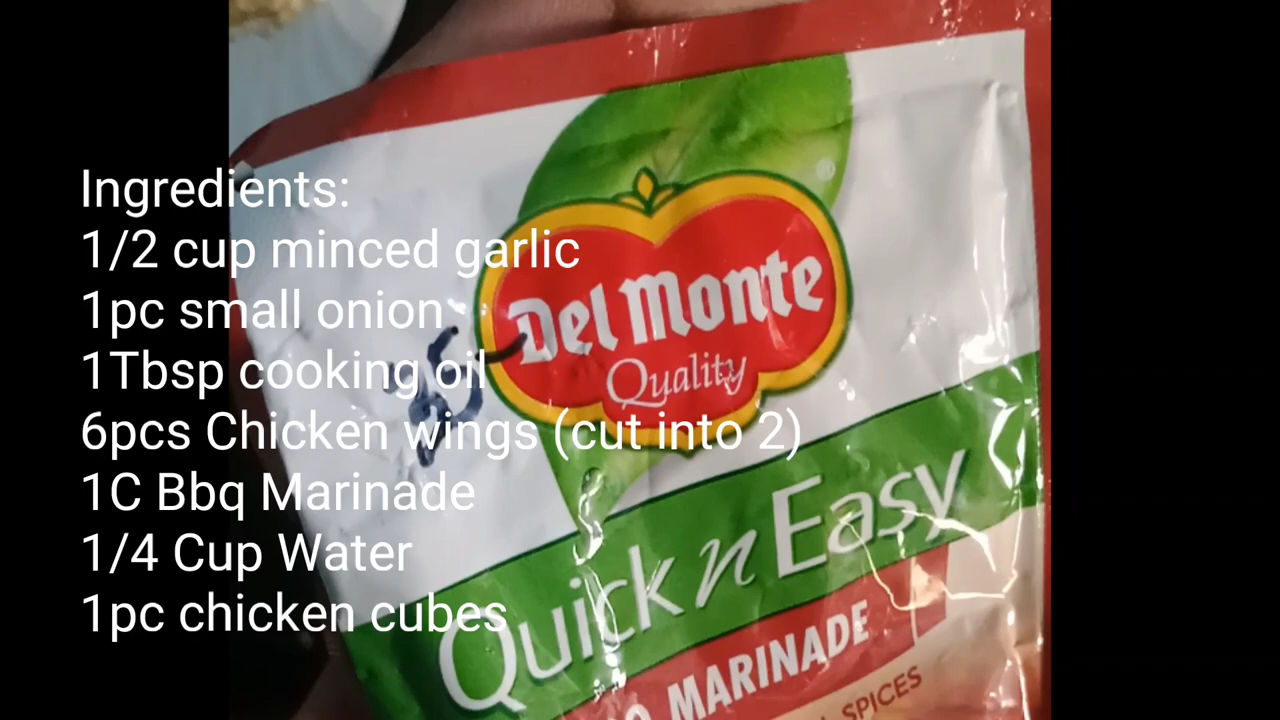 Ingredients:
1/2 cup minced garlic
1pc small onion
1Tbsp cooking oil
6pcs Chicken wings (cut into 2)
1C Bbq Marinade
1/4 Cup Water
1pc chicken cubes
®
Del Monte
Quality
Quick n Easy
MARINADE
SPICES